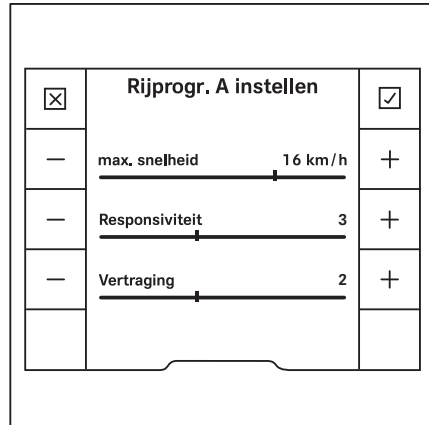 Rijprogr. A instellen
− max. snelheid 16 km/h +
− Responsiviteit 3 +
− Vertraging 2 +